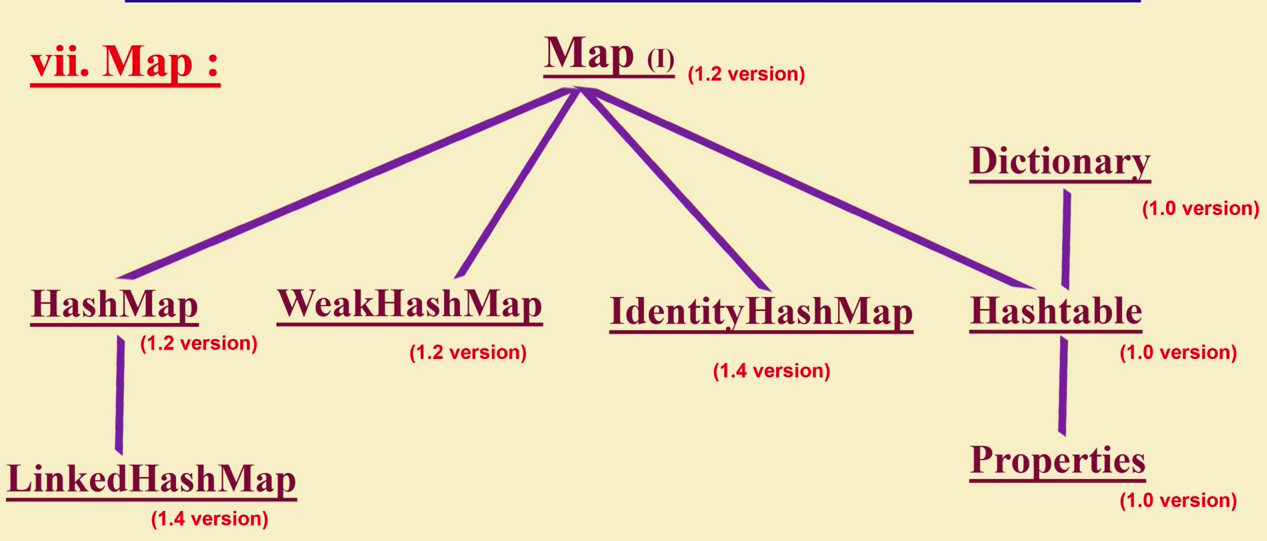 vii. Map :
Map (I)
(1.2 version)
Dictionary
(1.0 version)
HashMap
(1.2 version)
WeakHashMap
(1.2 version)
IdentityHashMap
(1.4 version)
Hashtable
(1.0 version)
LinkedHashMap
(1.4 version)
Properties
(1.0 version)